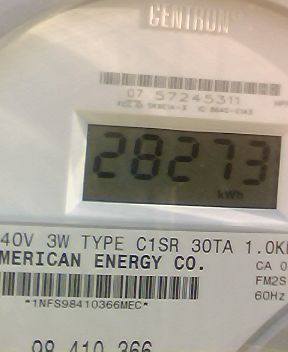 CENTRON
07 57245311
28273
kWh
40V 3W TYPE C1SR 30TA 1.0K
MERICAN ENERGY CO.
CA 0
FM2S
60Hz
*1NFS98410366MEC*
98 410 366